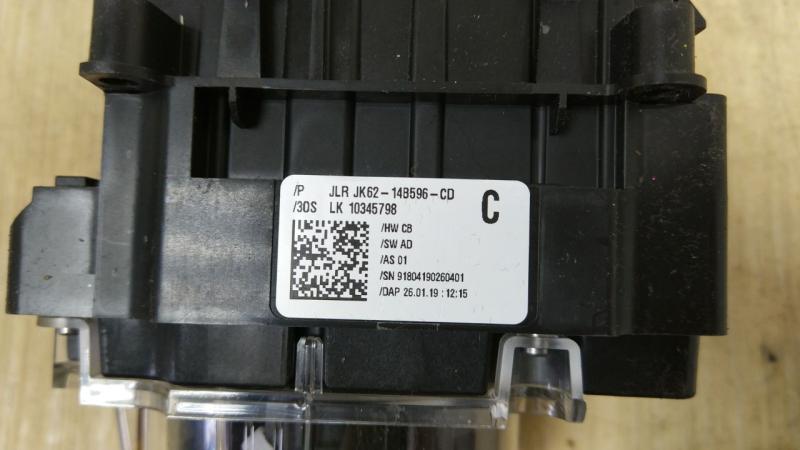 /P JLR JK62-14B596-CD
/3OS LK 10345798
C
/HW CB
/SW AD
/AS 01
/SN 91804190260401
/DAP 26.01.19 : 12:15